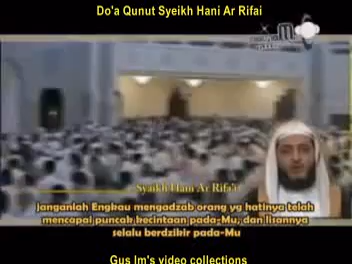 Do'a Qunut Syeikh Hani Ar Rifai
Syaikh Hani Ar Rifa'i
janganlah Engkau mengadzab orang yg hatinya telah
mencapai puncak kecintaan pada-Mu, dan lisannya
selalu berdzikir pada-Mu
Gus Im's video collections